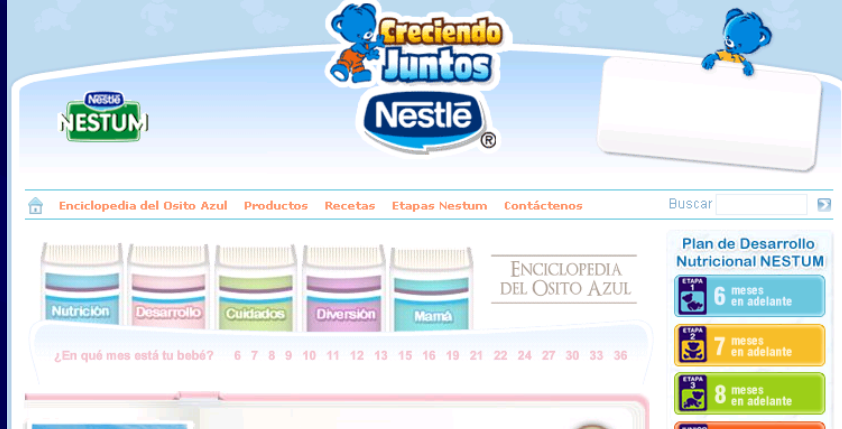 Creciendo
Juntos
Nestlé
NESTUM
Nestlé
®
Enciclopedia del Osito Azul Productos Recetas Etapas Nestum Contáctenos
Buscar
Nutrición Desarrollo Cuidados Diversión Mamá
ENCICLOPEDIA
DEL OSITO AZUL
¿En qué mes está tu bebé? 6 7 8 9 10 11 12 13 15 16 19 21 22 24 27 30 33 36
Plan de Desarrollo
Nutricional NESTUM
ETAPA
1
6 meses
en adelante
ETAPA
2
7 meses
en adelante
ETAPA
3
8 meses
en adelante
JUNIOR